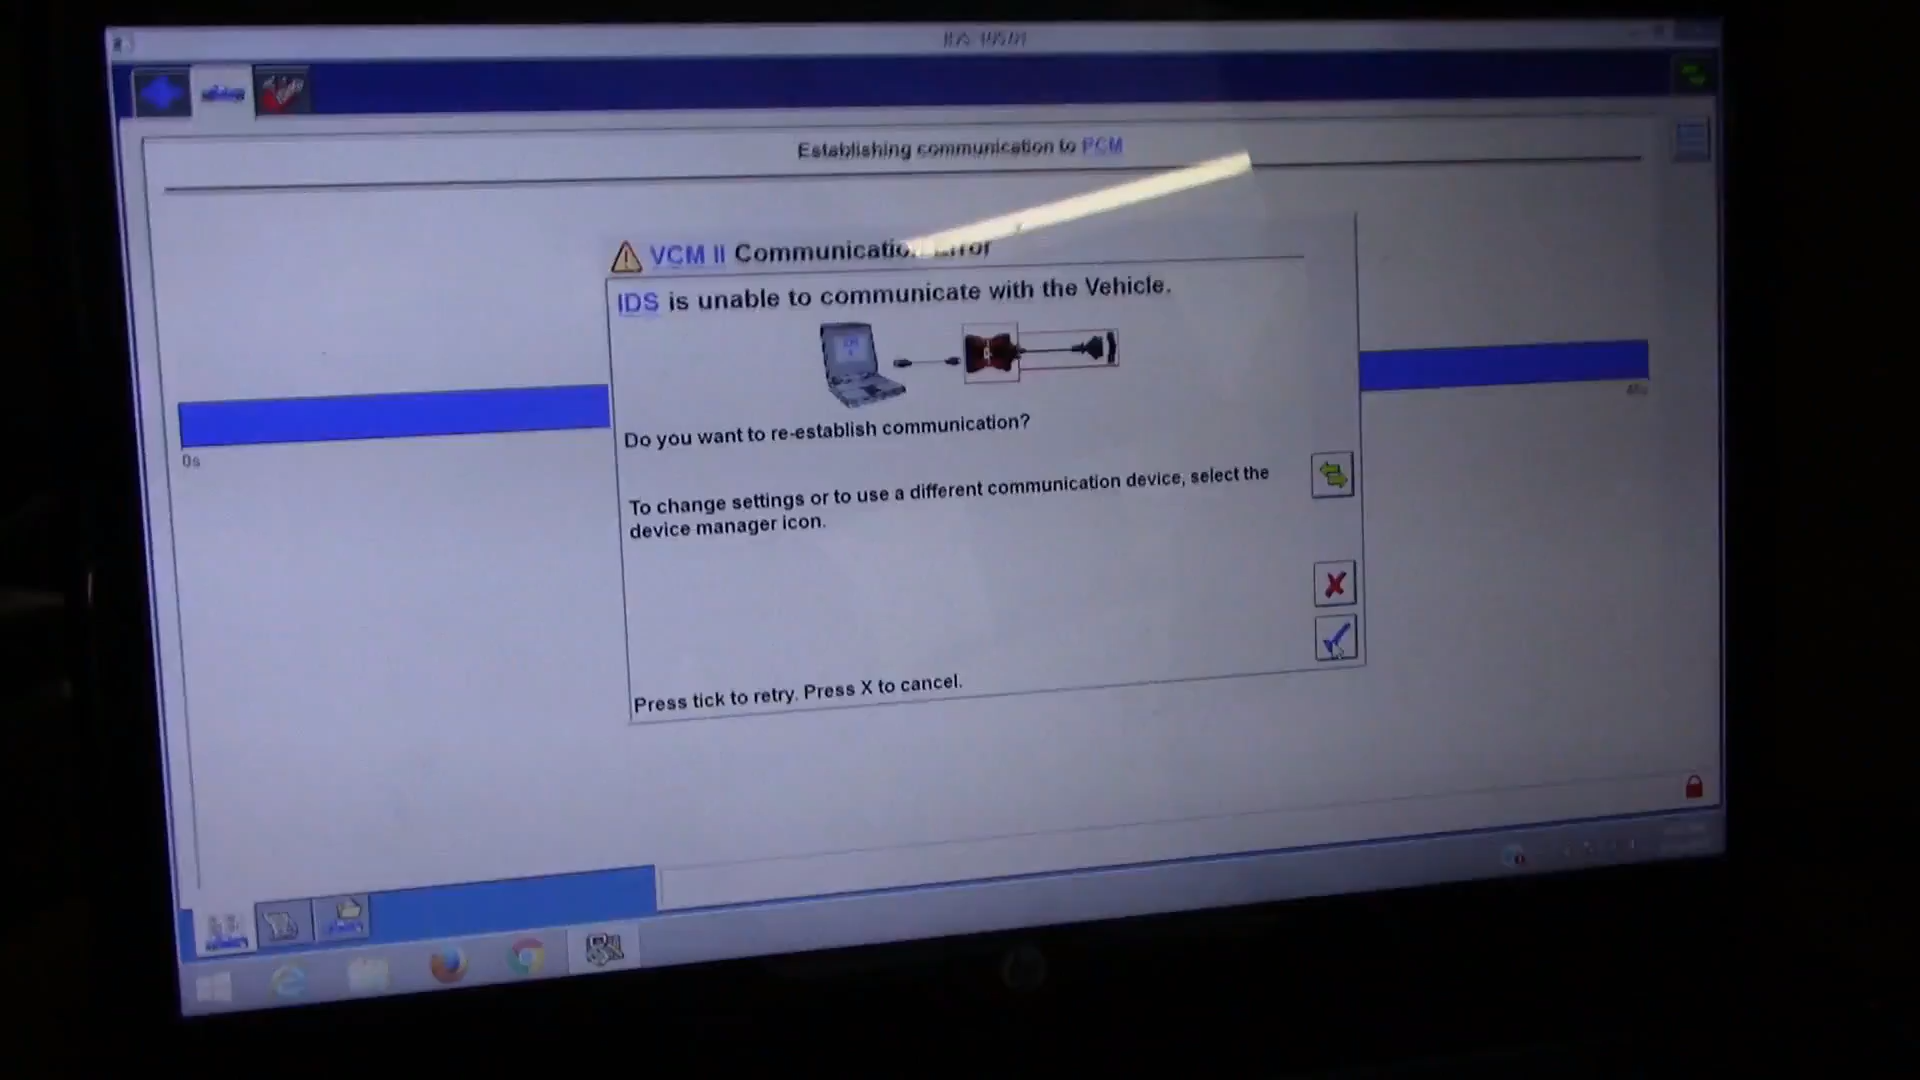 Establishing communication to PCM
VCM II Communication Error
IDS is unable to communicate with the Vehicle.
Do you want to re-establish communication?
To change settings or to use a different communication device, select the
device manager icon.
Press tick to retry. Press X to cancel.
0s